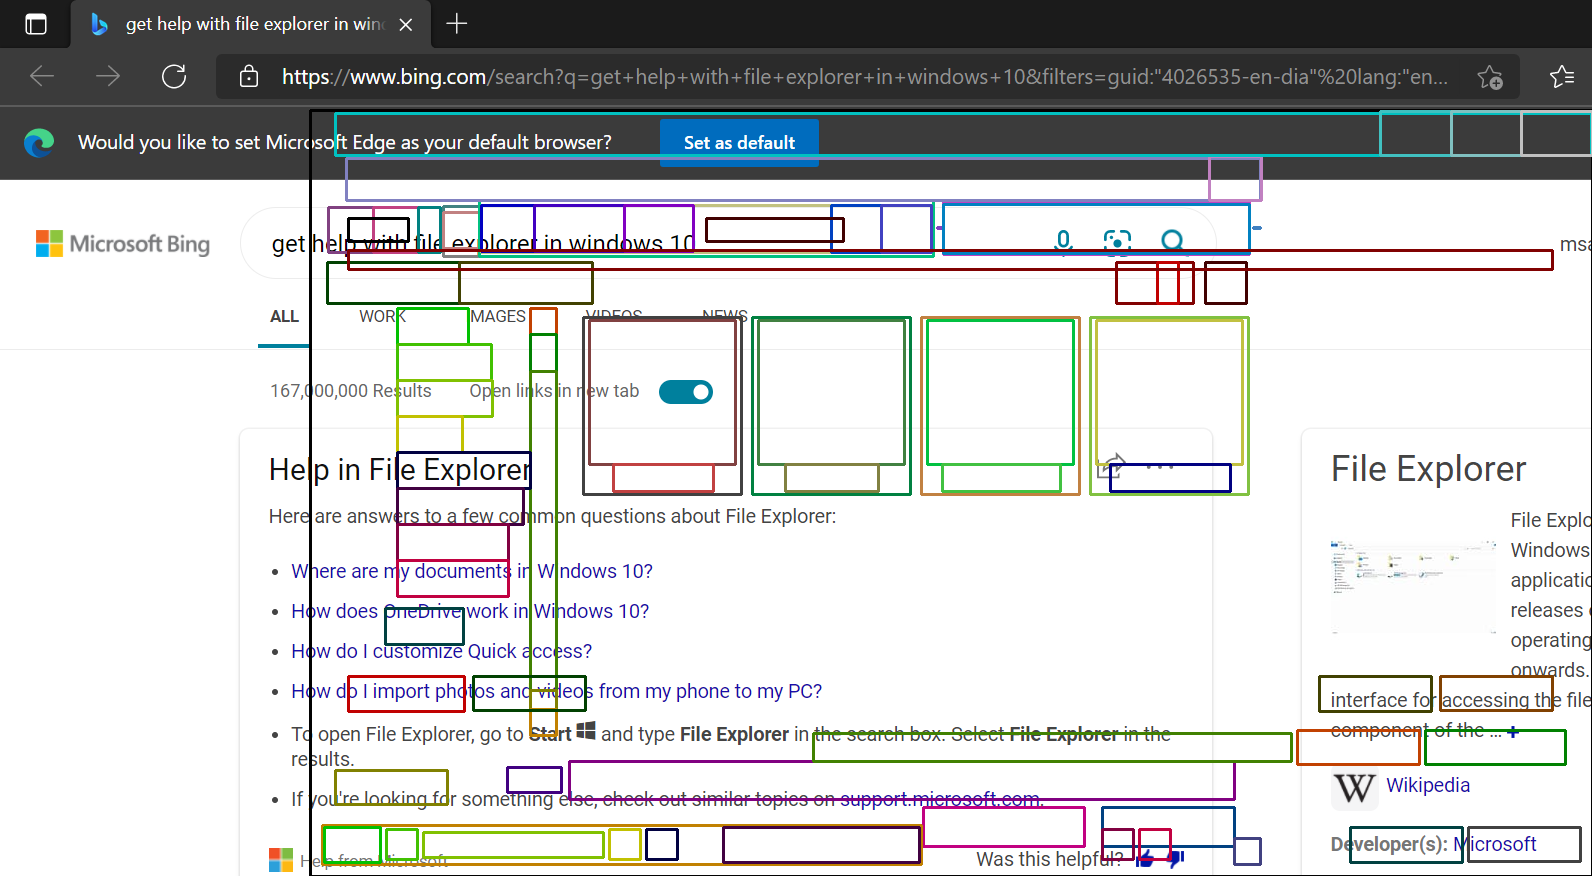 get help with file explorer in win
https://www.bing.com/search?q=get+help+with+file+explorer+in+windows+10&filters=guid:"4026535-en-dia"%20lang:"en...
Would you like to set Microsoft Edge as your default browser?
Set as default
Microsoft Bing
get help with file explorer in windows 10
msa
ALL
WORK
IMAGES
VIDEOS
NEWS
167,000,000 Results
Open links in new tab
Help in File Explorer
Here are answers to a few common questions about File Explorer:
• Where are my documents in Windows 10?
• How does OneDrive work in Windows 10?
• How do I customize Quick access?
• How do I import photos and videos from my phone to my PC?
• To open File Explorer, go to Start and type File Explorer in the search box. Select File Explorer in the
results.
• If you're looking for something else, check out similar topics on support.microsoft.com.
Help from Microsoft
Was this helpful?
File Explorer
File Explo
Windows
applicatio
releases o
operating
onwards.
interface for accessing the file
component of the ... +
W Wikipedia
Developer(s): Microsoft